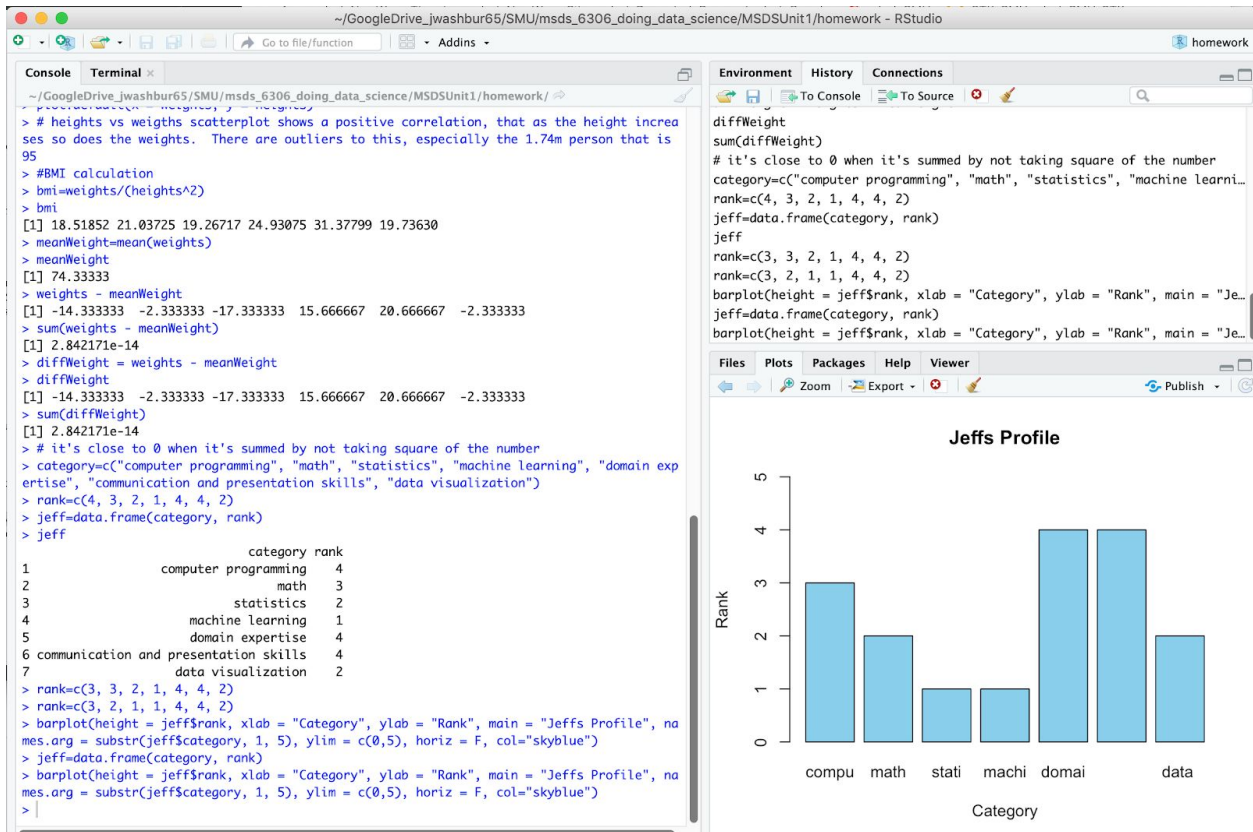 ~/GoogleDrive_jwashbur65/SMU/msds_6306_doing_data_science/MSDSUnit1/homework - RStudio
Go to file/function
Addins
homework
Console Terminal
~/GoogleDrive_jwashbur65/SMU/msds_6306_doing_data_science/MSDSUnit1/homework/
> # heights vs weigths scatterplot shows a positive correlation, that as the height increa
ses so does the weights.  There are outliers to this, especially the 1.74m person that is
95
> #BMI calculation
> bmi=weights/(heights^2)
> bmi
[1] 18.51852 21.03725 19.26717 24.93075 31.37799 19.73630
> meanWeight=mean(weights)
> meanWeight
[1] 74.33333
> weights - meanWeight
[1] -14.333333  -2.333333 -17.333333  15.666667  20.666667  -2.333333
> sum(weights - meanWeight)
[1] 2.842171e-14
> diffWeight = weights - meanWeight
> diffWeight
[1] -14.333333  -2.333333 -17.333333  15.666667  20.666667  -2.333333
> sum(diffWeight)
[1] 2.842171e-14
> # it's close to 0 when it's summed by not taking square of the number
> category=c("computer programming", "math", "statistics", "machine learning", "domain exp
ertise", "communication and presentation skills", "data visualization")
> rank=c(4, 3, 2, 1, 4, 4, 2)
> jeff=data.frame(category, rank)
> jeff
category rank
1 computer programming 4
2 math 3
3 statistics 2
4 machine learning 1
5 domain expertise 4
6 communication and presentation skills 4
7 data visualization 2
> rank=c(3, 3, 2, 1, 4, 4, 2)
> rank=c(3, 2, 1, 1, 4, 4, 2)
> barplot(height = jeff$rank, xlab = "Category", ylab = "Rank", main = "Jeffs Profile", na
mes.arg = substr(jeff$category, 1, 5), ylim = c(0,5), horiz = F, col="skyblue")
> jeff=data.frame(category, rank)
> barplot(height = jeff$rank, xlab = "Category", ylab = "Rank", main = "Jeffs Profile", na
mes.arg = substr(jeff$category, 1, 5), ylim = c(0,5), horiz = F, col="skyblue")
>
Environment History Connections
To Console To Source
diffWeight
sum(diffWeight)
# it's close to 0 when it's summed by not taking square of the number
category=c("computer programming", "math", "statistics", "machine learni…
rank=c(4, 3, 2, 1, 4, 4, 2)
jeff=data.frame(category, rank)
jeff
rank=c(3, 3, 2, 1, 4, 4, 2)
rank=c(3, 2, 1, 1, 4, 4, 2)
barplot(height = jeff$rank, xlab = "Category", ylab = "Rank", main = "Je…
jeff=data.frame(category, rank)
barplot(height = jeff$rank, xlab = "Category", ylab = "Rank", main = "Je…
Files Plots Packages Help Viewer
Zoom Export Publish
Jeffs Profile
5
4
3
2
1
0
Rank
compu math stati machi domai data
Category